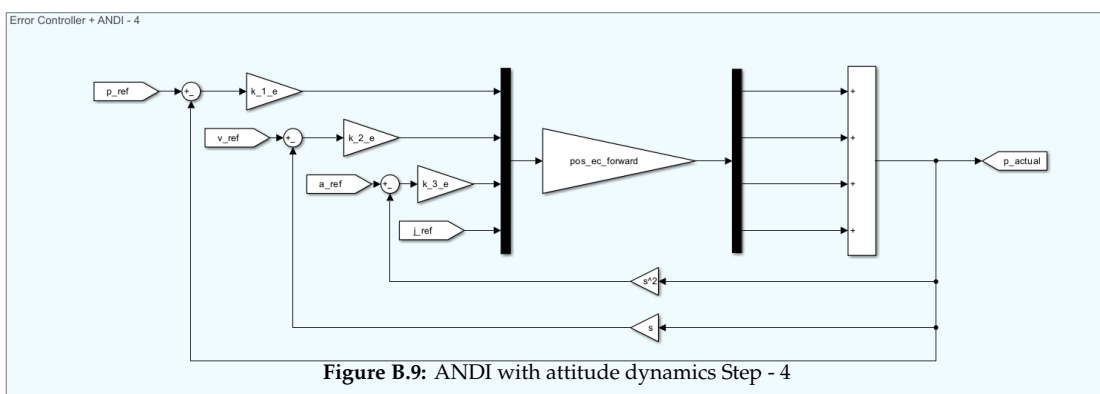 Error Controller + ANDI - 4
p_ref
+_
k_1_e
v_ref
+_
k_2_e
a_ref
+_
k_3_e
j_ref
pos_ec_forward
+
+
+
+
p_actual
s^2
s
Figure B.9: ANDI with attitude dynamics Step - 4